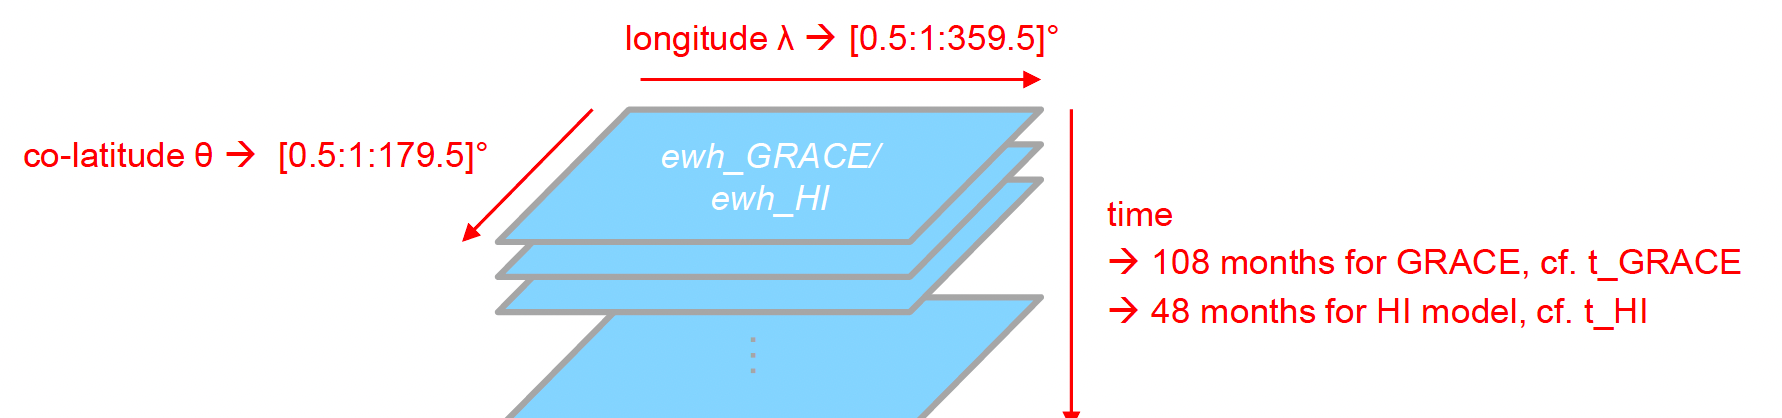 longitude λ → [0.5:1:359.5]°
co-latitude θ → [0.5:1:179.5]°
ewh_GRACE/
ewh_HI
time
→ 108 months for GRACE, cf. t_GRACE
→ 48 months for HI model, cf. t_HI
⋮